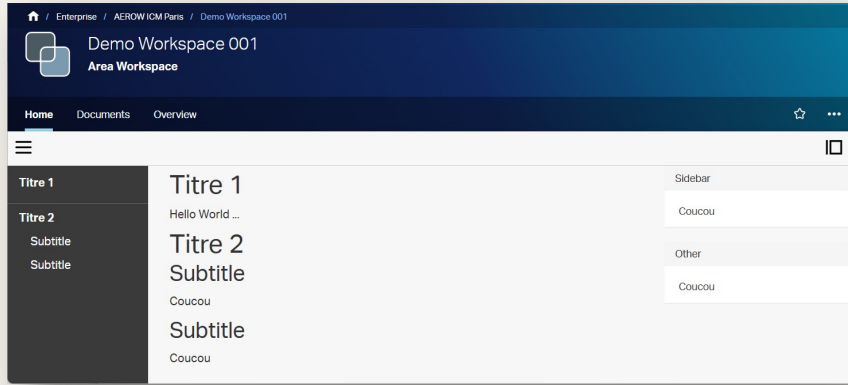 / Enterprise / AEROW ICM Paris / Demo Workspace 001
Demo Workspace 001
Area Workspace
Home Documents Overview
Titre 1
Titre 2
Subtitle
Subtitle
Titre 1
Hello World ...
Titre 2
Subtitle
Coucou
Subtitle
Coucou
Sidebar
Coucou
Other
Coucou